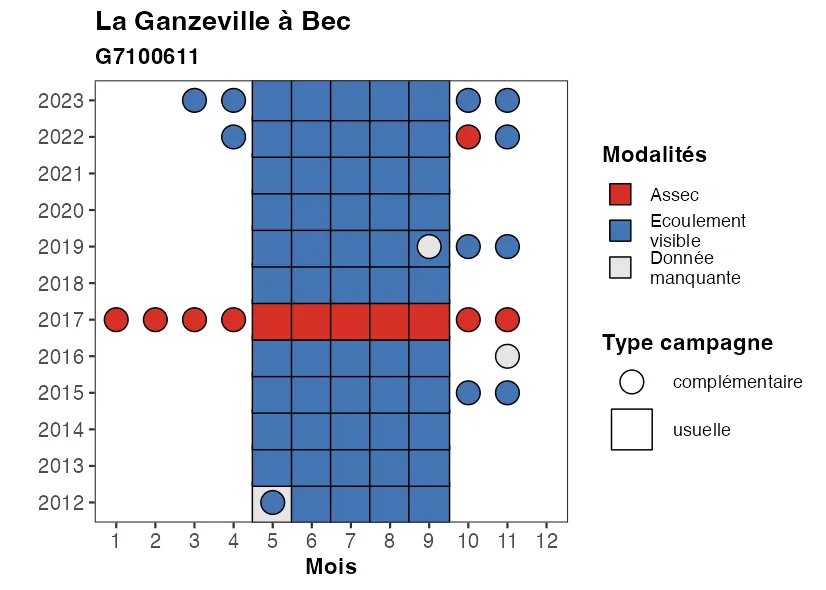 La Ganzeville à Bec
G7100611
2023
2022
2021
2020
2019
2018
2017
2016
2015
2014
2013
2012
1 2 3 4 5 6 7 8 9 10 11 12
Mois
Modalités
Assec
Ecoulement
visible
Donnée
manquante
Type campagne
complémentaire
usuelle